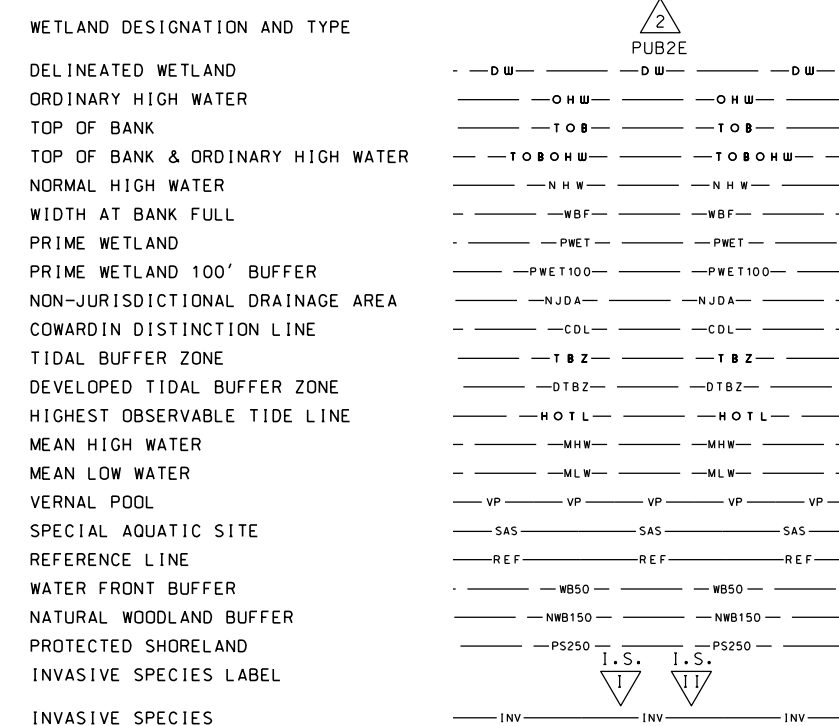 WETLAND DESIGNATION AND TYPE 2
PUB2E
DELINEATED WETLAND DW DW DW
ORDINARY HIGH WATER OHW OHW
TOP OF BANK TOB TOB
TOP OF BANK & ORDINARY HIGH WATER TOBOHW TOBOHW
NORMAL HIGH WATER NHW NHW
WIDTH AT BANK FULL WBF WBF
PRIME WETLAND PWET PWET
PRIME WETLAND 100' BUFFER PWET100 PWET100
NON-JURISDICTIONAL DRAINAGE AREA NJDA NJDA
COWARDIN DISTINCTION LINE CDL CDL
TIDAL BUFFER ZONE TBZ TBZ
DEVELOPED TIDAL BUFFER ZONE DTBZ DTBZ
HIGHEST OBSERVABLE TIDE LINE HOTL HOTL
MEAN HIGH WATER MHW MHW
MEAN LOW WATER MLW MLW
VERNAL POOL VP VP VP VP VP
SPECIAL AQUATIC SITE SAS SAS SAS
REFERENCE LINE REF REF REF
WATER FRONT BUFFER WB50 WB50
NATURAL WOODLAND BUFFER NWB150 NWB150
PROTECTED SHORELAND PS250 PS250
I.S. I.S.
INVASIVE SPECIES LABEL I II
INVASIVE SPECIES INV INV INV